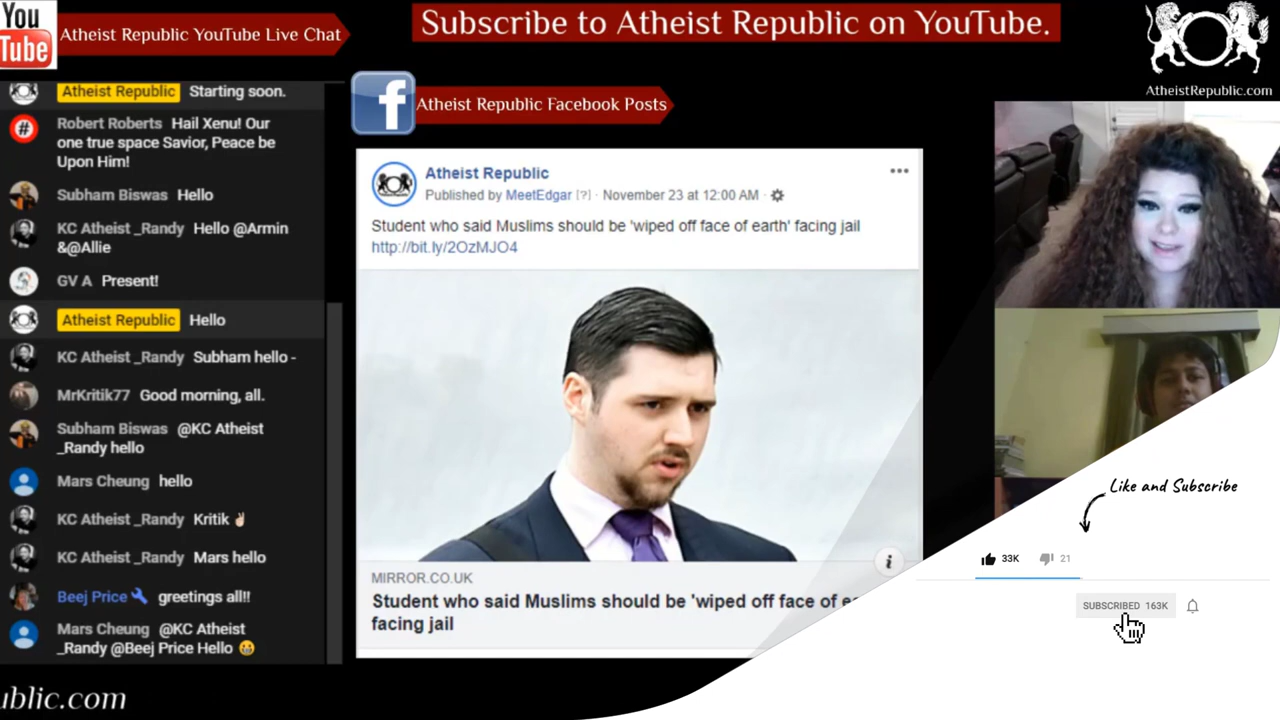 You
Tube
Atheist Republic YouTube Live Chat
Subscribe to Atheist Republic on YouTube.
AtheistRepublic.com
Atheist Republic Starting soon.
Robert Roberts Hail Xenu! Our
one true space Savior, Peace be
Upon Him!
Subham Biswas Hello
KC Atheist _Randy Hello @Armin
&@Allie
GV A Present!
Atheist Republic Hello
KC Atheist _Randy Subham hello -
MrKritik77 Good morning, all.
Subham Biswas @KC Atheist
_Randy hello
Mars Cheung hello
KC Atheist _Randy Kritik ✌🏻
KC Atheist _Randy Mars hello
Beej Price greetings all!!
Mars Cheung @KC Atheist
_Randy @Beej Price Hello 😂
ublic.com
f
Atheist Republic Facebook Posts
Atheist Republic
Published by MeetEdgar [?] · November 23 at 12:00 AM ·
Student who said Muslims should be 'wiped off face of earth' facing jail
http://bit.ly/2OzMJO4
i
MIRROR.CO.UK
Student who said Muslims should be 'wiped off face of
facing jail
Like and Subscribe
33K 21
SUBSCRIBED 163K